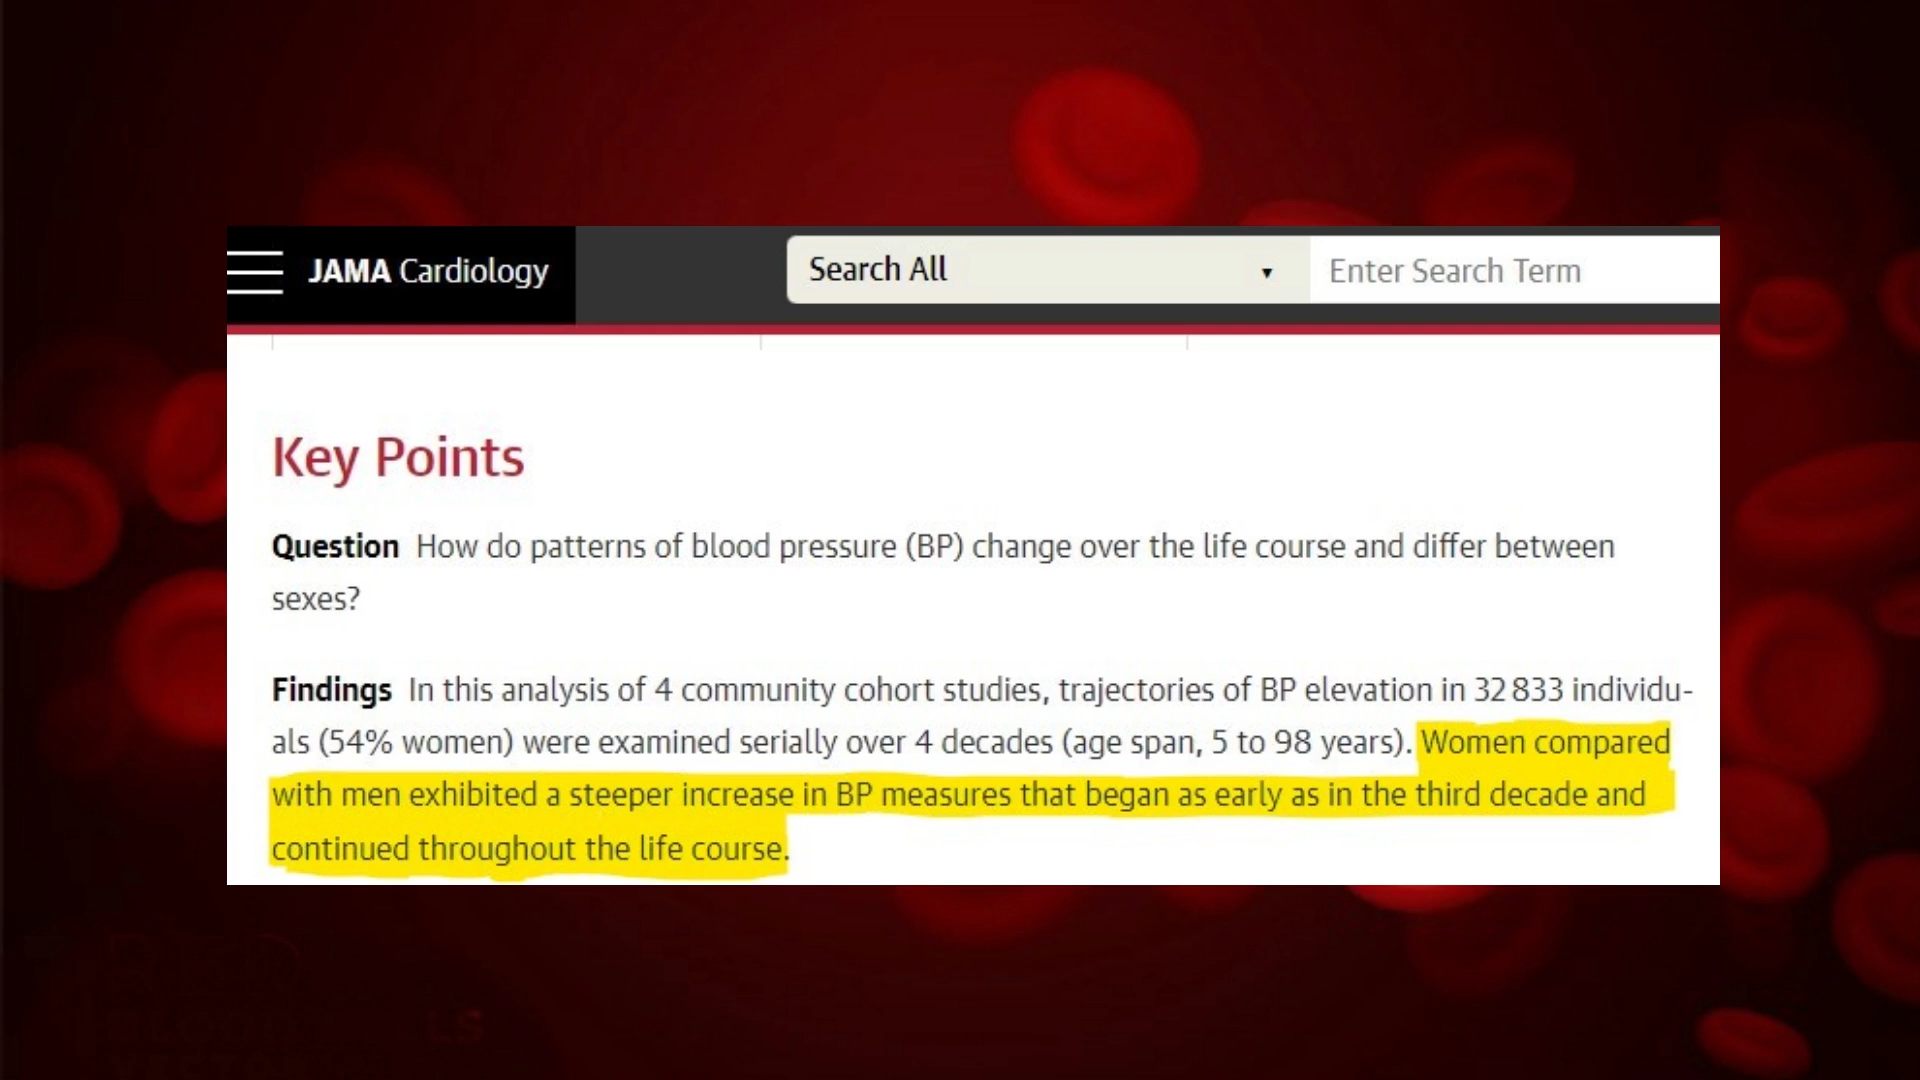 JAMA Cardiology
Search All
Enter Search Term
Key Points
Question How do patterns of blood pressure (BP) change over the life course and differ between
sexes?
Findings In this analysis of 4 community cohort studies, trajectories of BP elevation in 32 833 individu-
als (54% women) were examined serially over 4 decades (age span, 5 to 98 years). Women compared
with men exhibited a steeper increase in BP measures that began as early as in the third decade and
continued throughout the life course.